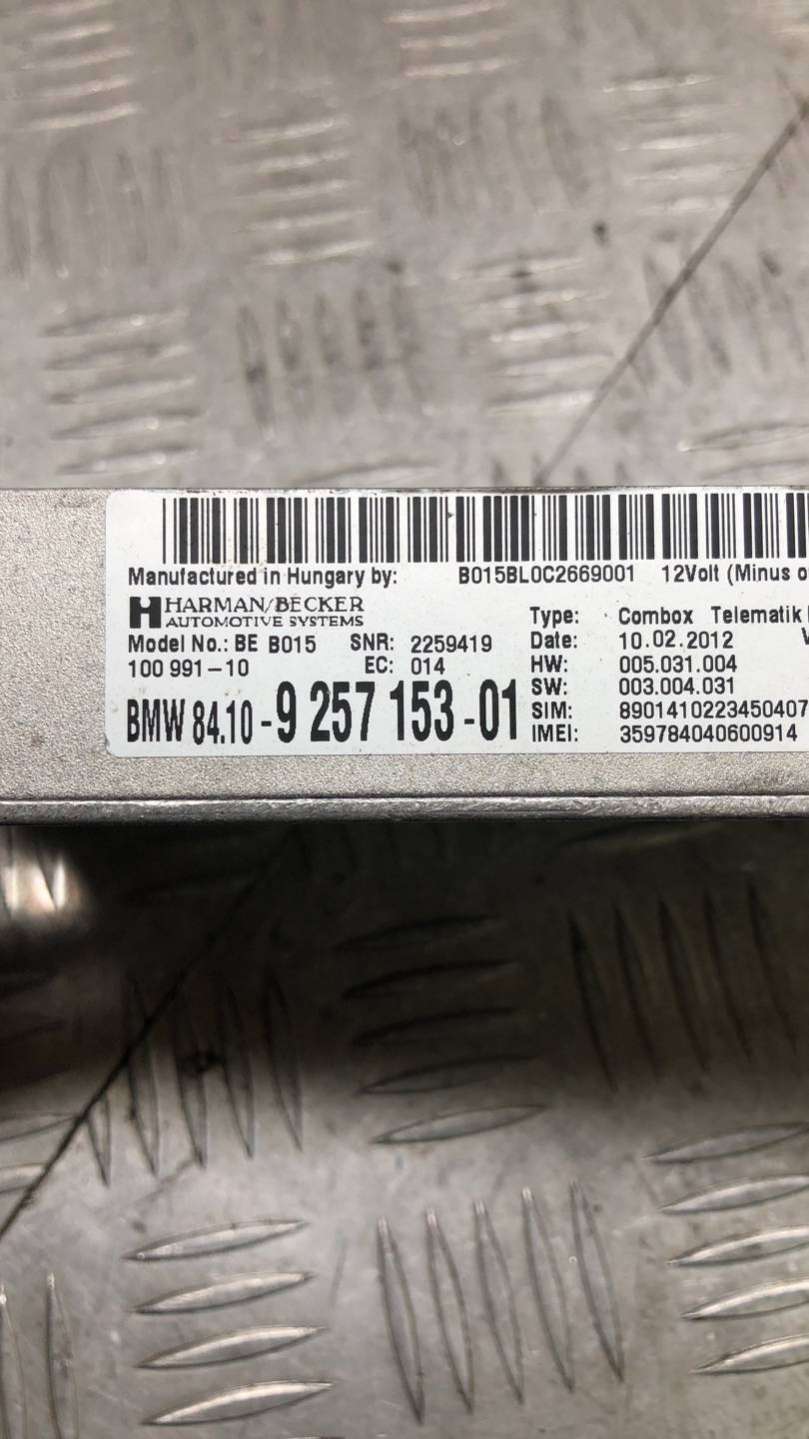 Manufactured in Hungary by: B015BL0C2669001 12Volt (Minus
HARMAN/BECKER
AUTOMOTIVE SYSTEMS
Model No.: BE B015 SNR: 2259419
100 991-10 EC: 014
BMW 84.10-9 257 153-01
Type: Combox Telematik
Date: 10.02.2012
HW: 005.031.004
SW: 003.004.031
SIM: 8901410223450407
IMEI: 359784040600914